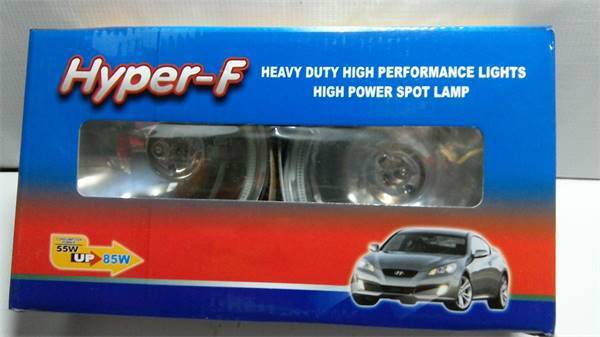 Hyper-F
HEAVY DUTY HIGH PERFORMANCE LIGHTS
HIGH POWER SPOT LAMP
55W
UP
85W